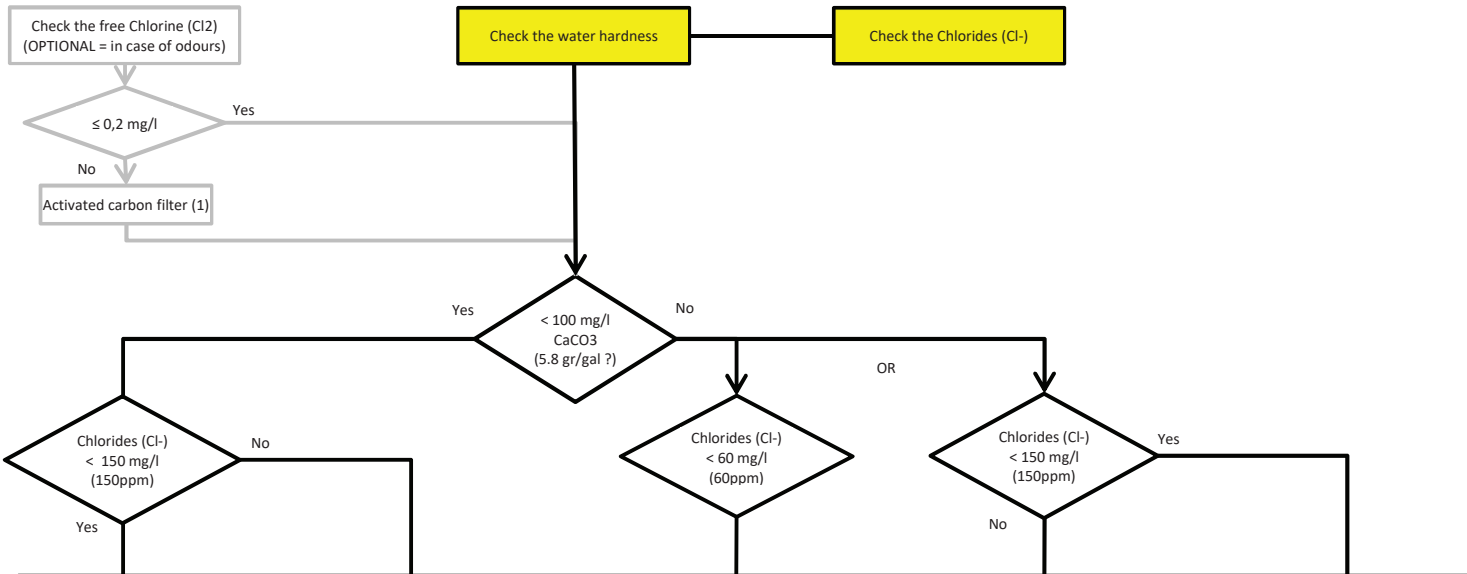 Check the free Chlorine (Cl2)
(OPTIONAL = in case of odours)
Check the water hardness
Check the Chlorides (Cl-)
≤ 0,2 mg/l
Yes
No
Activated carbon filter (1)
Yes
< 100 mg/l
CaCO3
(5.8 gr/gal ?)
No
OR
Chlorides (Cl-)
< 150 mg/l
(150ppm)
No
Yes
Chlorides (Cl-)
< 60 mg/l
(60ppm)
Chlorides (Cl-)
< 150 mg/l
(150ppm)
Yes
No